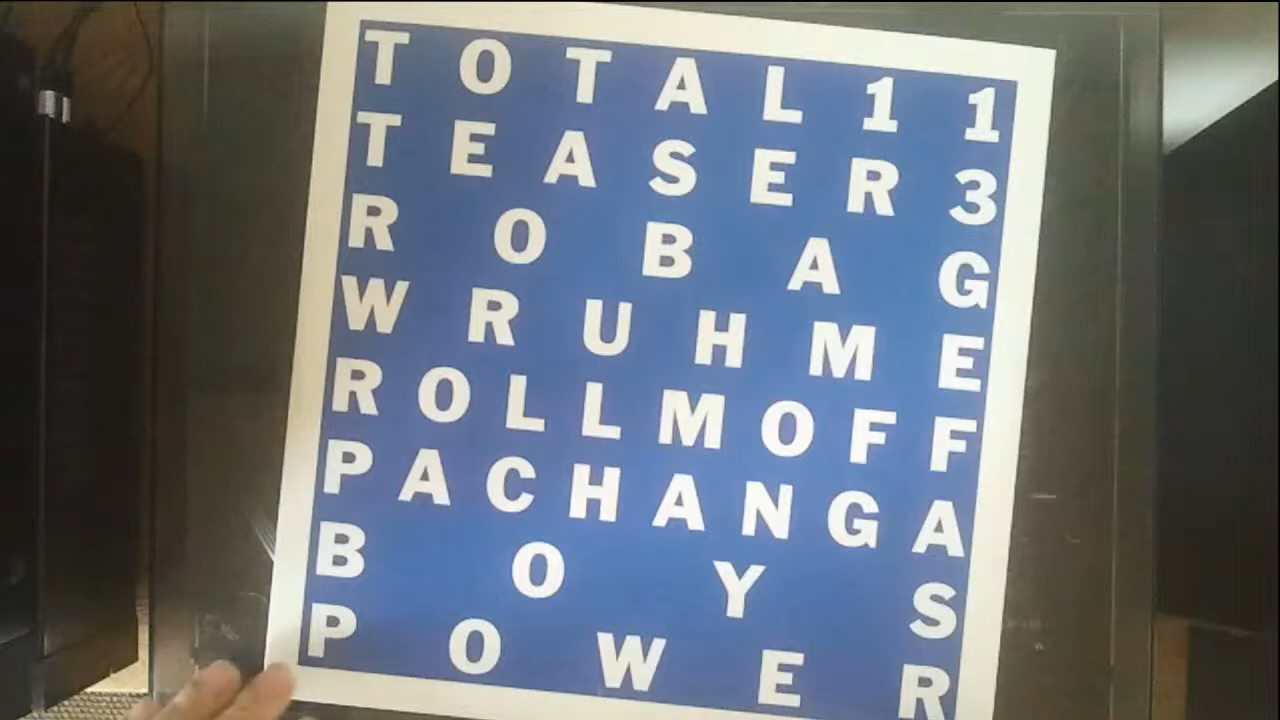 TOTAL11
TEASER3
ROBAG
WRUHME
ROLLMOFF
PACHANGA
BOYS
POWER